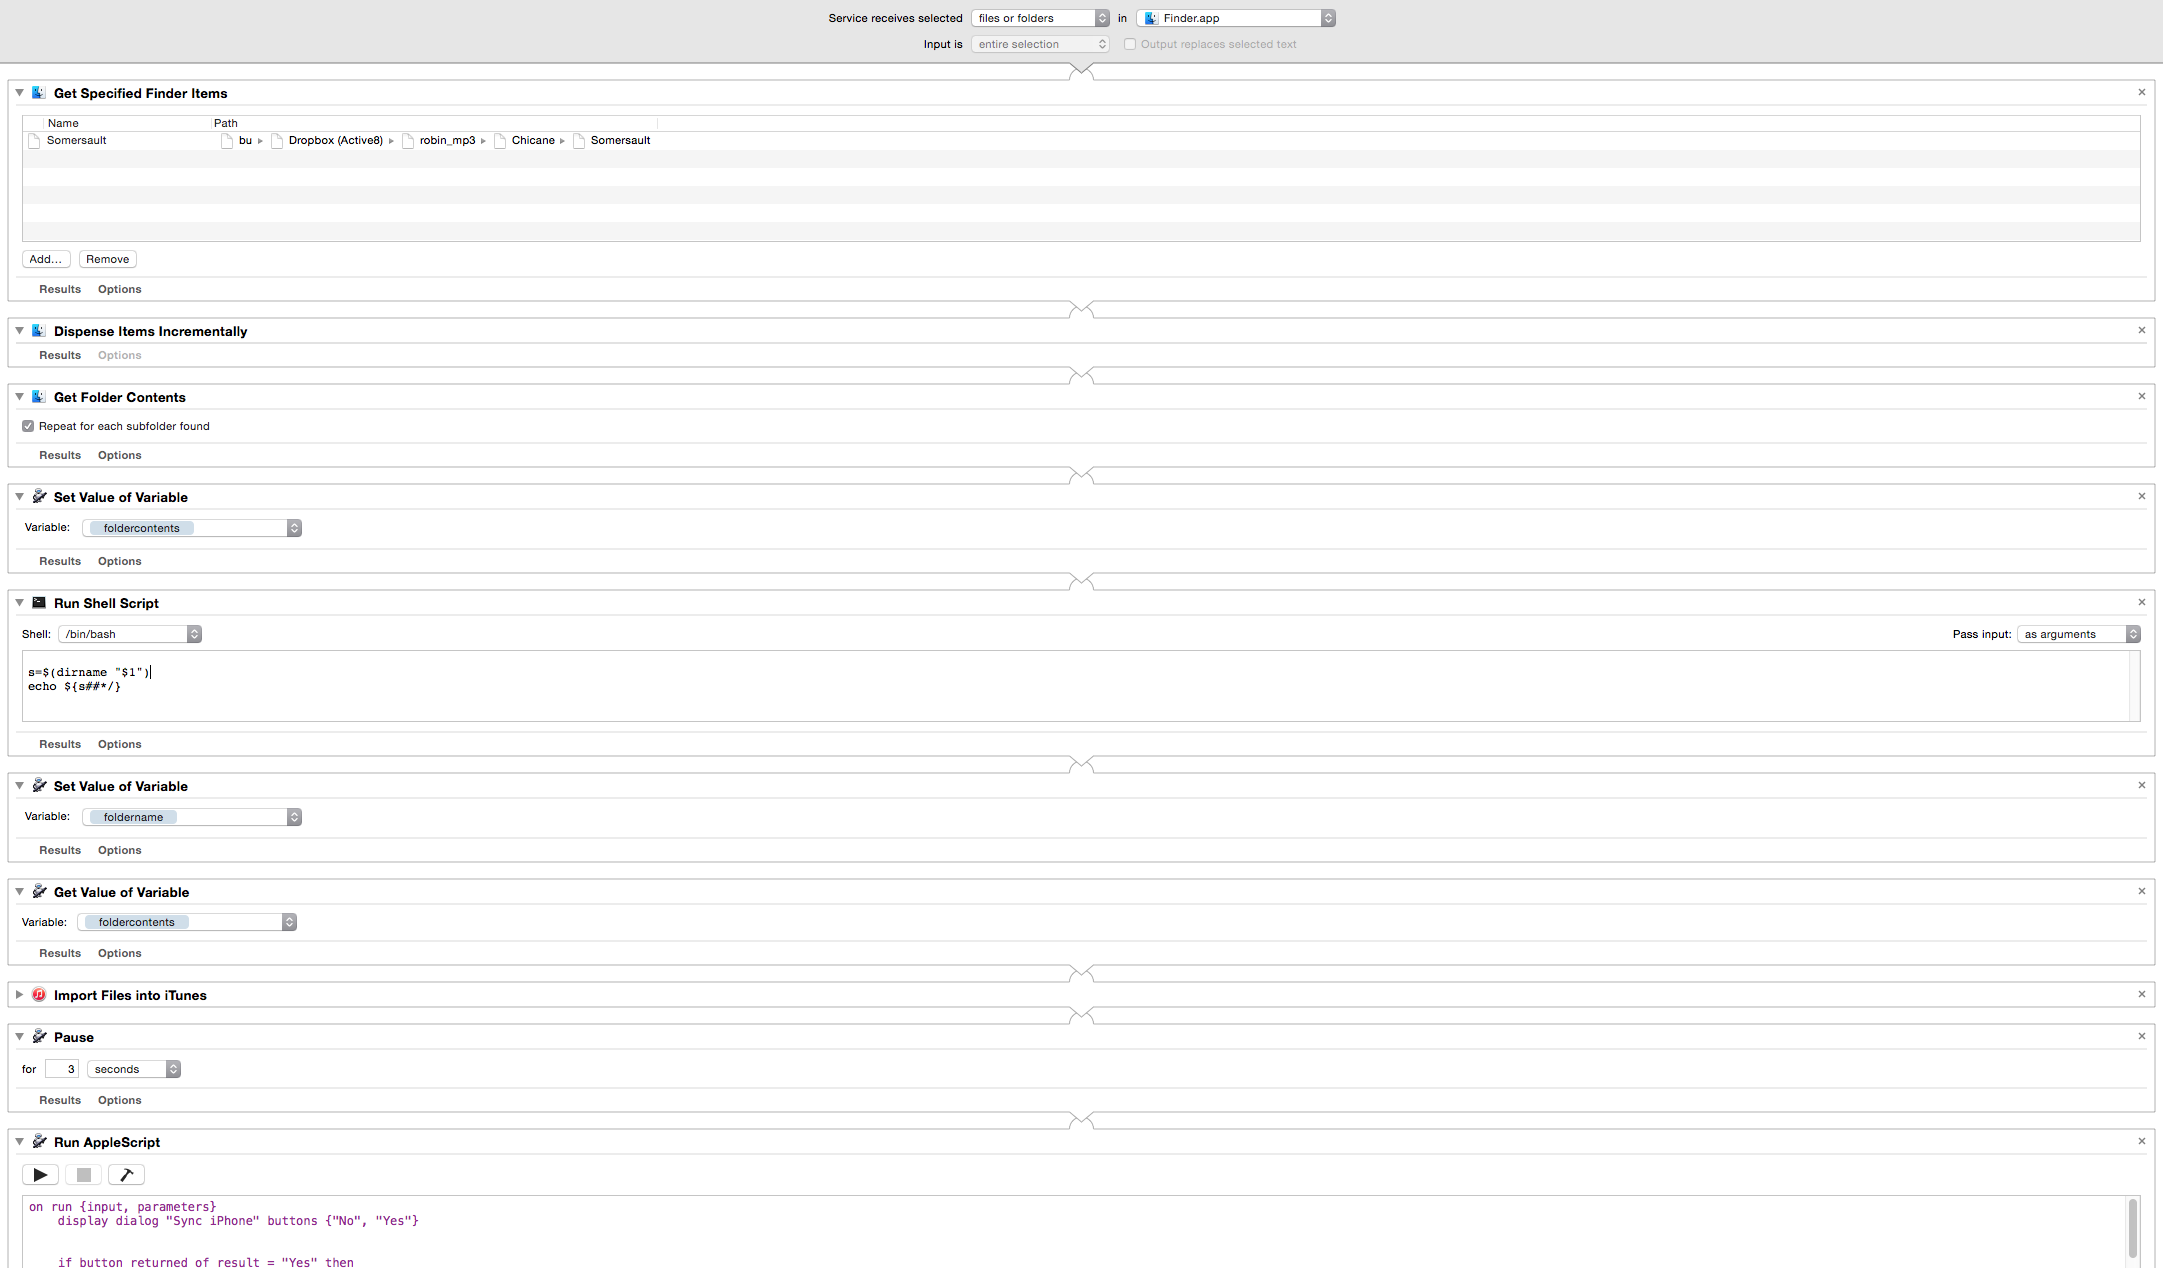 Service receives selected files or folders in Finder.app
Input is entire selection Output replaces selected text
Get Specified Finder Items
Name Path
Somersault bu Dropbox (Active8) robin_mp3 Chicane Somersault
Add... Remove
Results Options
Dispense Items Incrementally
Results Options
Get Folder Contents
Repeat for each subfolder found
Results Options
Set Value of Variable
Variable: foldercontents
Results Options
Run Shell Script
Shell: /bin/bash Pass input: as arguments
s=$(dirname "$1")
echo ${s##*/}
Results Options
Set Value of Variable
Variable: foldername
Results Options
Get Value of Variable
Variable: foldercontents
Results Options
Import Files into iTunes
Pause
for 3 seconds
Results Options
Run AppleScript
on run {input, parameters}
display dialog "Sync iPhone" buttons {"No", "Yes"}
if button returned of result = "Yes" then